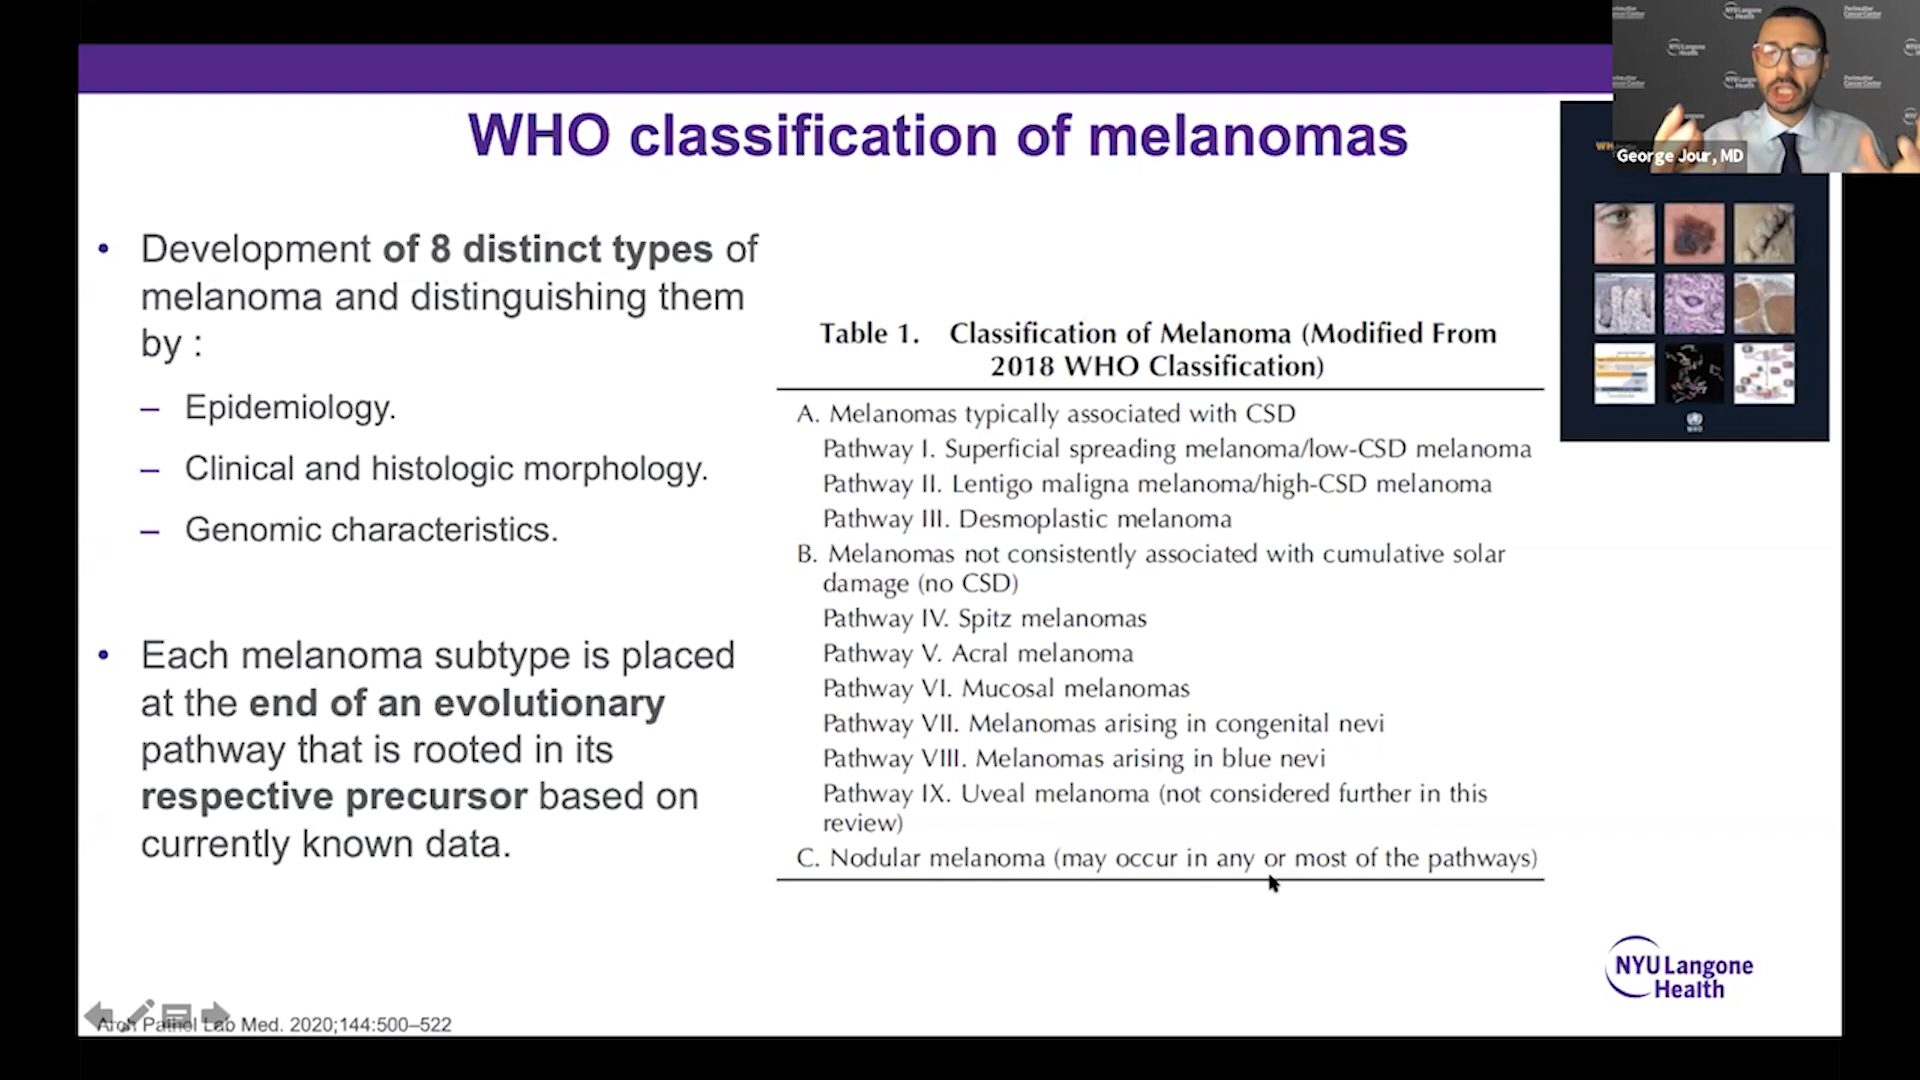 WHO classification of melanomas
George Jour, MD
• Development of 8 distinct types of
melanoma and distinguishing them
by :
– Epidemiology.
– Clinical and histologic morphology.
– Genomic characteristics.
• Each melanoma subtype is placed
at the end of an evolutionary
pathway that is rooted in its
respective precursor based on
currently known data.
Table 1. Classification of Melanoma (Modified From
2018 WHO Classification)
A. Melanomas typically associated with CSD
Pathway I. Superficial spreading melanoma/low-CSD melanoma
Pathway II. Lentigo maligna melanoma/high-CSD melanoma
Pathway III. Desmoplastic melanoma
B. Melanomas not consistently associated with cumulative solar
damage (no CSD)
Pathway IV. Spitz melanomas
Pathway V. Acral melanoma
Pathway VI. Mucosal melanomas
Pathway VII. Melanomas arising in congenital nevi
Pathway VIII. Melanomas arising in blue nevi
Pathway IX. Uveal melanoma (not considered further in this
review)
C. Nodular melanoma (may occur in any or most of the pathways)
NYU Langone
Health
Arch Pathol Lab Med. 2020;144:500–522